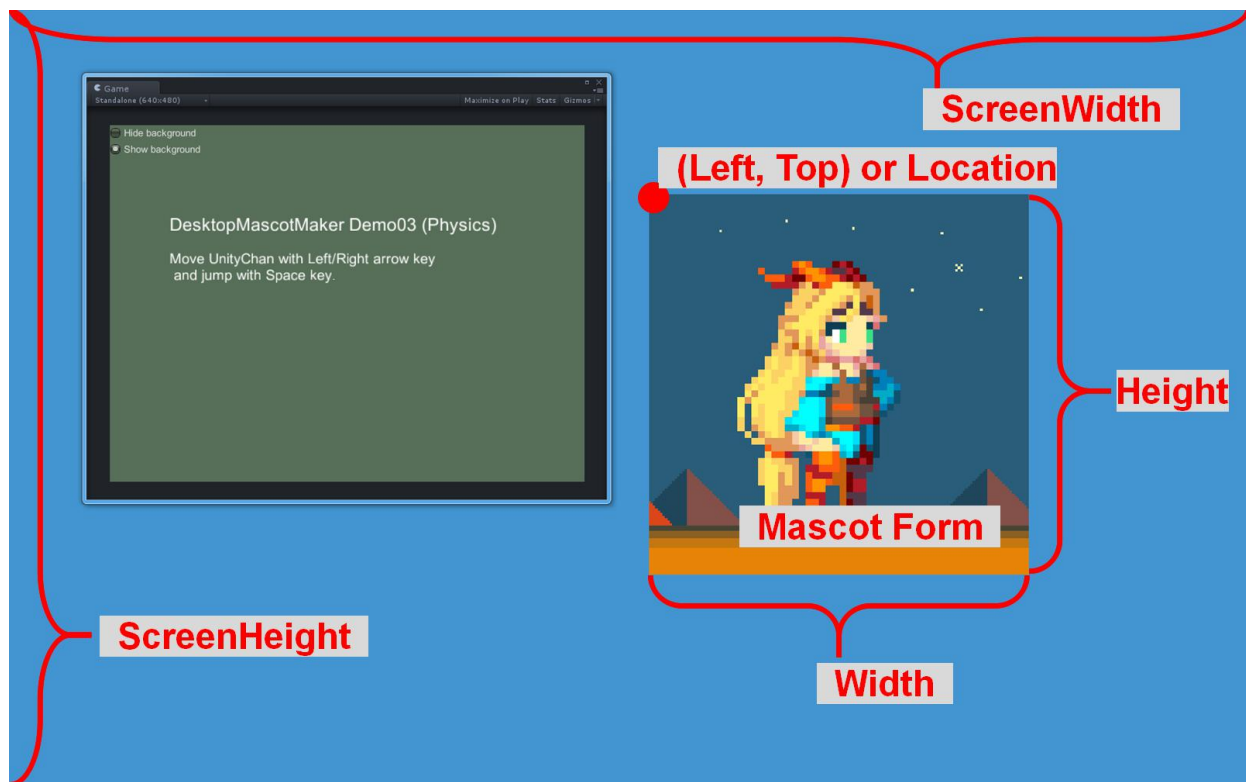 Game
Standalone (640x480)
Maximize on Play Stats Gizmos
Hide background
Show background
DesktopMascotMaker Demo03 (Physics)
Move UnityChan with Left/Right arrow key
and jump with Space key.
ScreenWidth
(Left, Top) or Location
Height
Mascot Form
ScreenHeight
Width